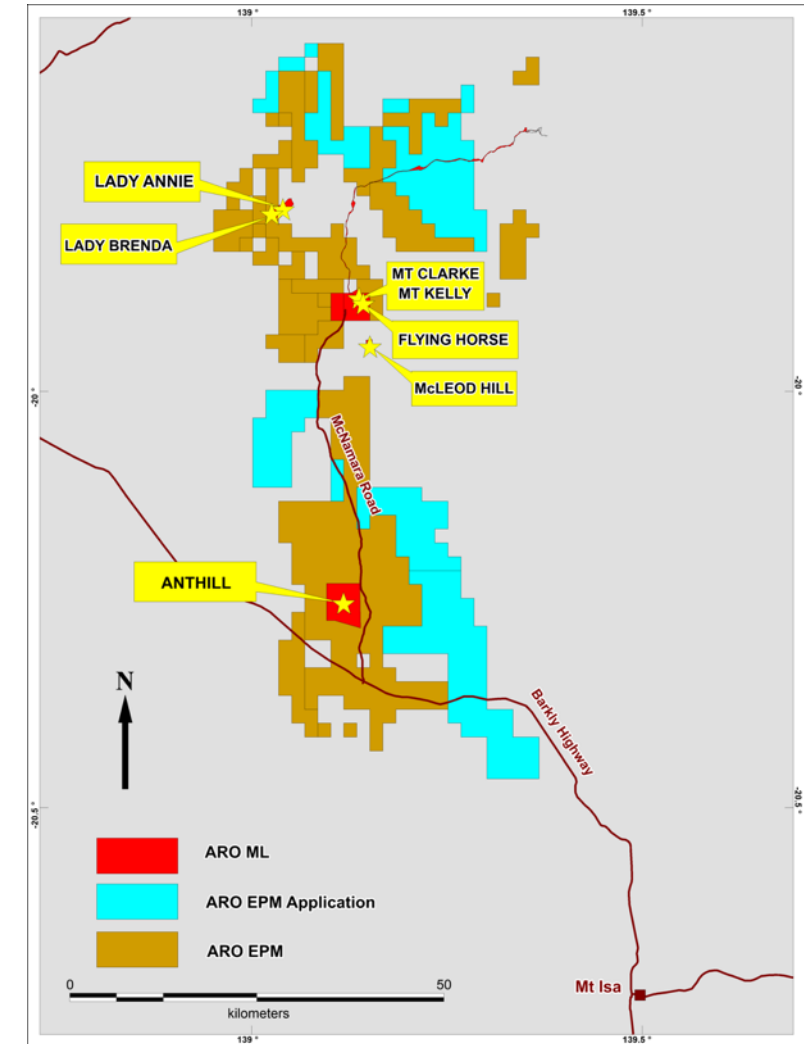 139°
139.5°
LADY ANNIE
LADY BRENDA
MT CLARKE
MT KELLY
FLYING HORSE
McLEOD HILL
-20°
-20°
McNamara Road
ANTHILL
N
Barkly Highway
-20.5°
-20.5°
ARO ML
ARO EPM Application
ARO EPM
Mt Isa
0
50
kilometers
139°
139.5°